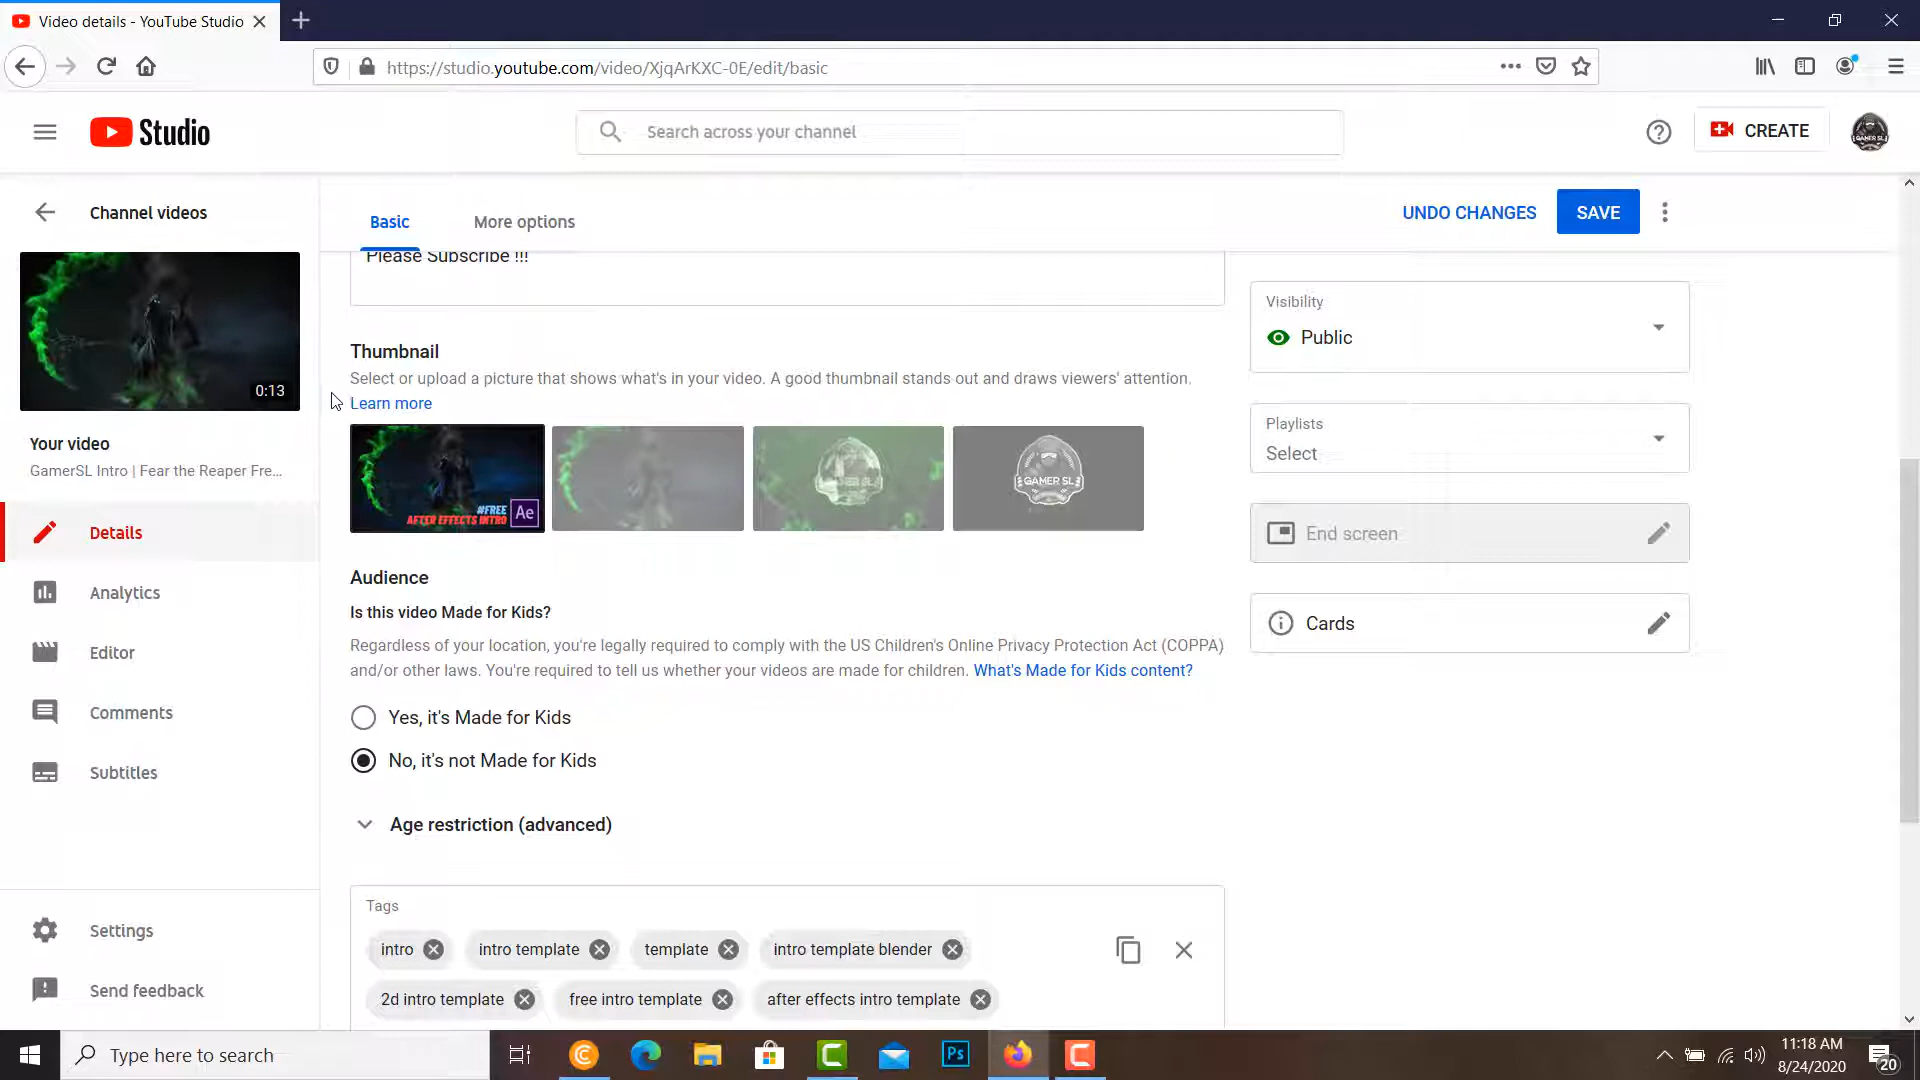 Video details - YouTube Studio
https://studio.youtube.com/video/XjqArKXC-0E/edit/basic
Studio
Search across your channel
CREATE
Channel videos
Basic
More options
UNDO CHANGES
SAVE
0:13
Your video
GamerSL Intro | Fear the Reaper Fre...
Details
Analytics
Editor
Comments
Subtitles
Settings
Send feedback
Please Subscribe !!!
Thumbnail
Select or upload a picture that shows what's in your video. A good thumbnail stands out and draws viewers' attention.
Learn more
#FREE
AFTER EFFECTS INTRO
Ae
GAMER SL
GAMER SL
Audience
Is this video Made for Kids?
Regardless of your location, you're legally required to comply with the US Children's Online Privacy Protection Act (COPPA)
and/or other laws. You're required to tell us whether your videos are made for children. What's Made for Kids content?
Yes, it's Made for Kids
No, it's not Made for Kids
Age restriction (advanced)
Tags
intro
intro template
template
intro template blender
2d intro template
free intro template
after effects intro template
Visibility
Public
Playlists
Select
End screen
Cards
Type here to search
Ps
11:18 AM
8/24/2020
20